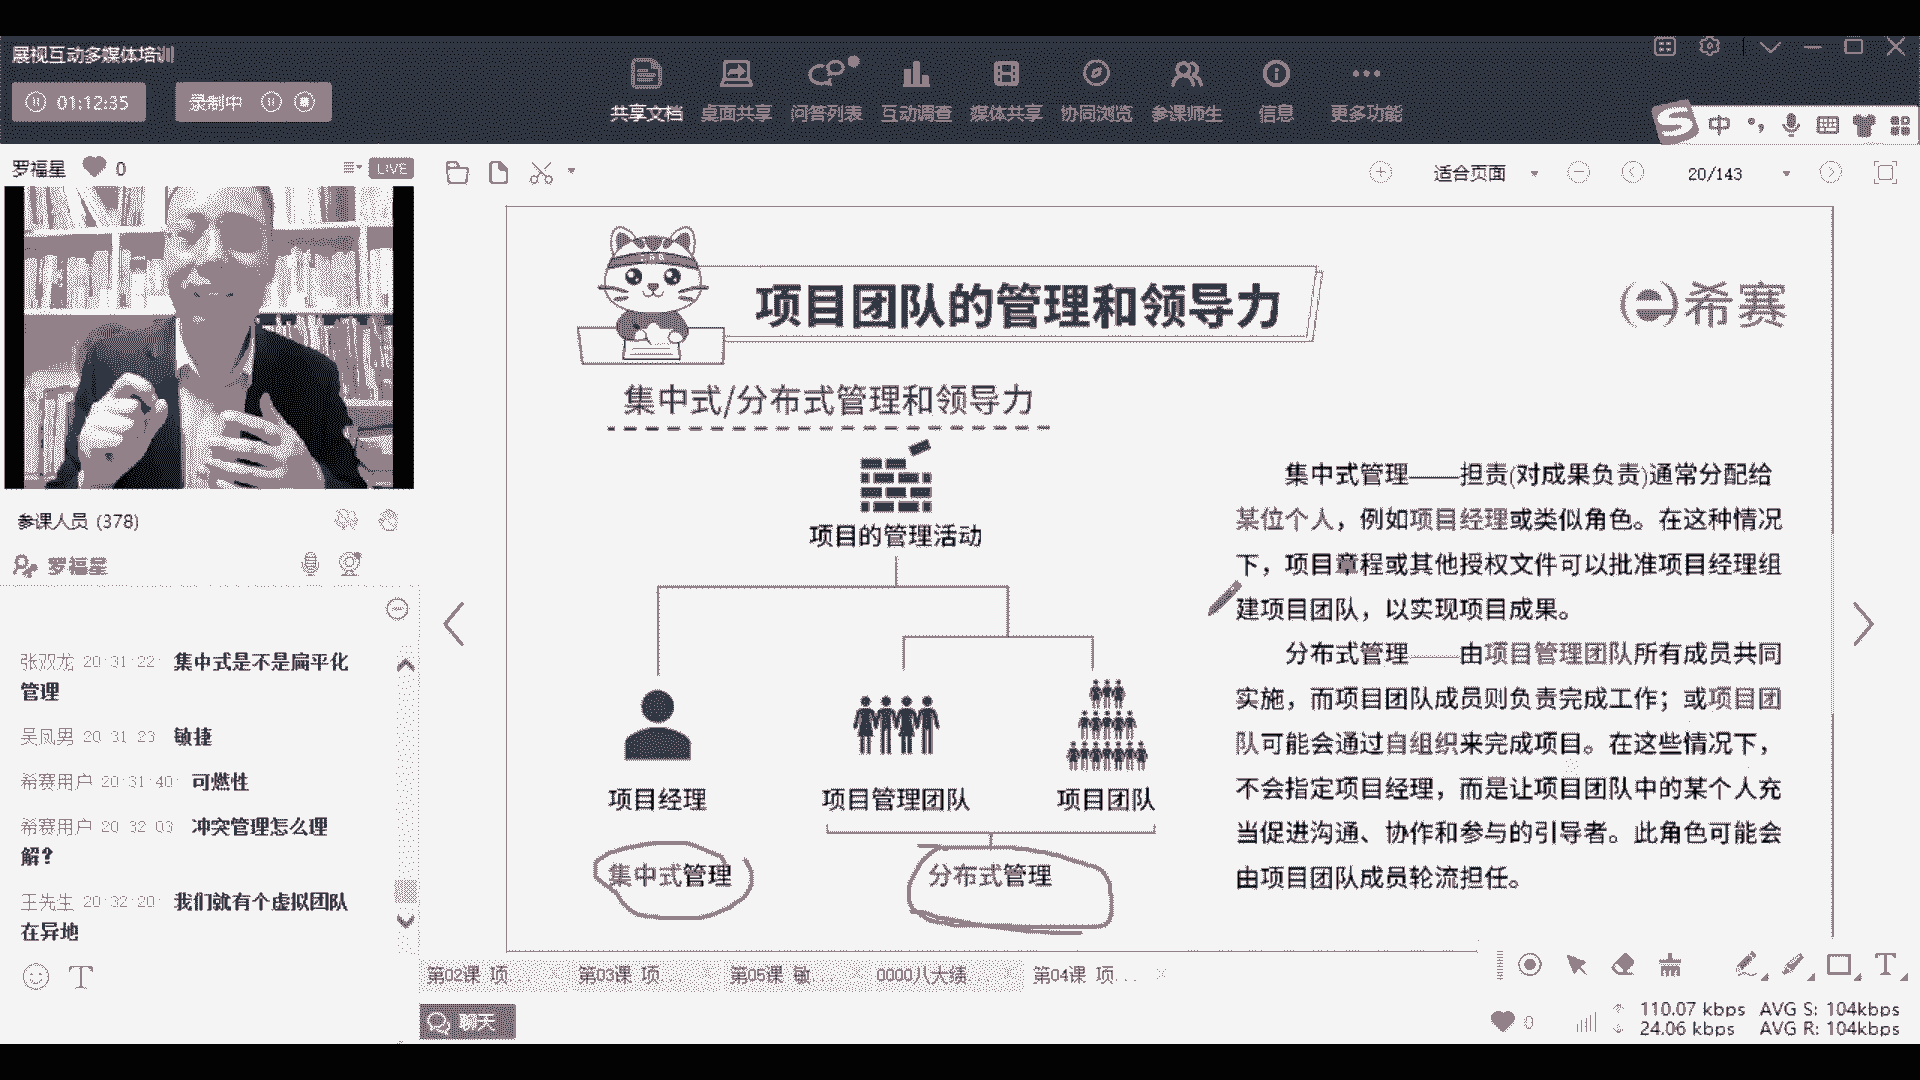 展视互动多媒体培训
01:12:35
录制中
共享文档 桌面共享 问答列表 互动调查 媒体共享 协同浏览 参课师生 信息 更多功能
中
罗福星 0 LIVE
适合页面 20/143
项目团队的管理和领导力
希赛
集中式/分布式管理和领导力
项目的管理活动
项目经理 项目管理团队 项目团队
集中式管理 分布式管理
集中式管理——担责(对成果负责)通常分配给
某位个人，例如项目经理或类似角色。在这种情况
下，项目章程或其他授权文件可以批准项目经理组
建项目团队，以实现项目成果。
分布式管理——由项目管理团队所有成员共同
实施，而项目团队成员则负责完成工作；或项目团
队可能会通过自组织来完成项目。在这些情况下，
不会指定项目经理，而是让项目团队中的某个人充
当促进沟通、协作和参与的引导者。此角色可能会
由项目团队成员轮流担任。
参课人员 (378)
罗福星
张双龙 20:31:22 集中式是不是扁平化
管理
吴凤男 20:31:23 敏捷
希赛用户 20:31:40 可燃性
希赛用户 20:32:03 冲突管理怎么理
解?
王先生 20:32:20 我们就有个虚拟团队
在异地
第02课 项... 第03课 项... 第05课 敏... 0000八大绩... 第04课 项...
聊天
0
110.07 kbps AVG S: 104kbps
24.06 kbps AVG R: 104kbps